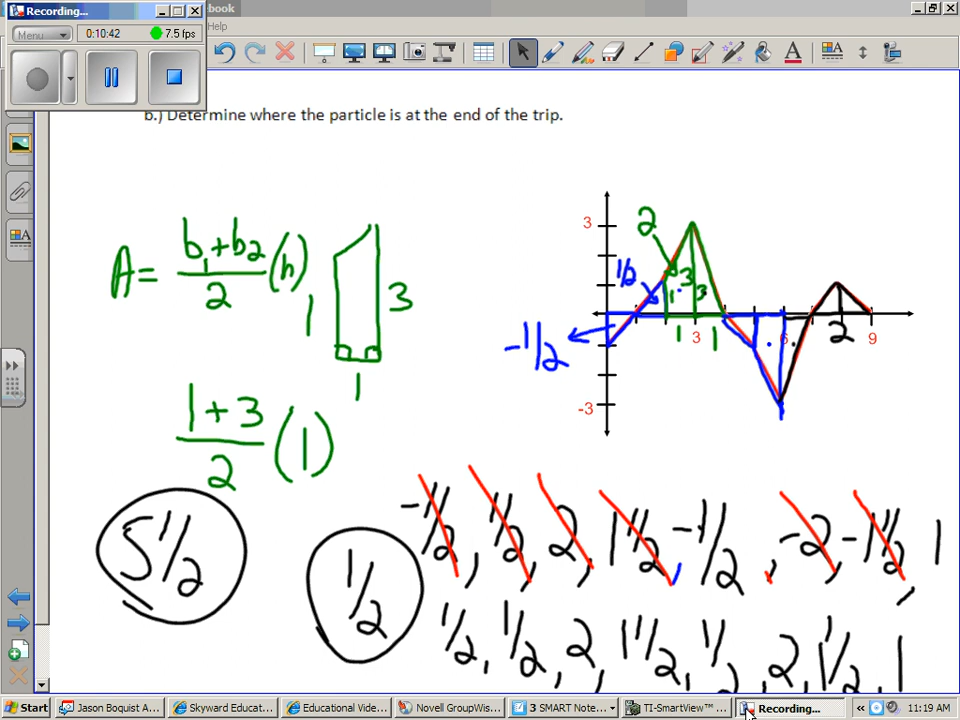 Recording...
book
Menu
0:10:42
7.5 fps
Help
b.) Determine where the particle is at the end of the trip.
A = b1+b2 (h)
2
1
3
1
1+3 (1)
2
3
2
1/2
1
3
3
-1/2
1
3
1
6
2
9
-3
-1/2, 1/2, 2, 1 1/2, -1/2, -2, -1 1/2, 1
5 1/2
1/2
1/2, 1/2, 2, 1 1/2, 1/2, 2, 1 1/2, 1
Start
Jason Boquist A...
Skyward Educat...
Educational Vide...
Novell GroupWis...
3 SMART Note...
TI-SmartView™ ...
Recording...
11:19 AM